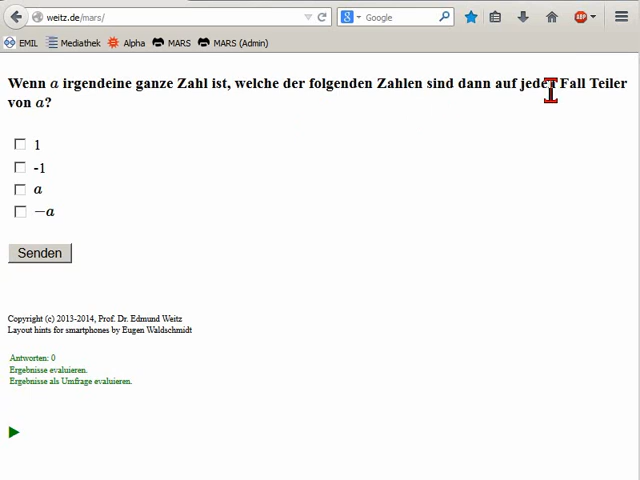 weitz.de/mars/
Google
ABP
EMIL Mediathek Alpha MARS MARS (Admin)
Wenn a irgendeine ganze Zahl ist, welche der folgenden Zahlen sind dann auf jeden Fall Teiler
von a?
1
-1
a
−a
Senden
Copyright (c) 2013-2014, Prof. Dr. Edmund Weitz
Layout hints for smartphones by Eugen Waldschmidt
Antworten: 0
Ergebnisse evaluieren.
Ergebnisse als Umfrage evaluieren.